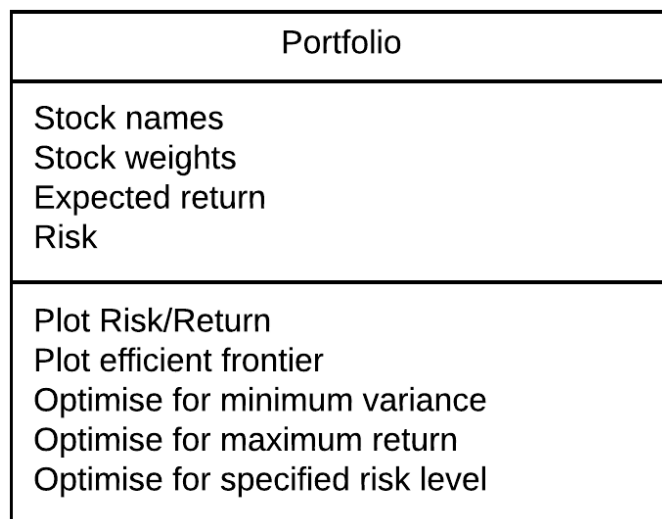 Portfolio
Stock names
Stock weights
Expected return
Risk
Plot Risk/Return
Plot efficient frontier
Optimise for minimum variance
Optimise for maximum return
Optimise for specified risk level